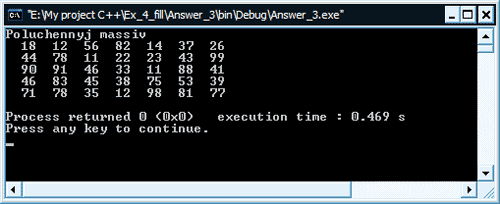 "E:\My project C++\Ex_4_fill\Answer_3\bin\Debug\Answer_3.exe"
Poluchennyj massiv
18 12 56 82 14 37 26
44 78 11 22 23 43 99
90 91 46 33 11 88 41
46 83 45 38 75 53 39
71 78 35 12 98 81 77
Process returned 0 (0x0) execution time : 0.469 s
Press any key to continue.